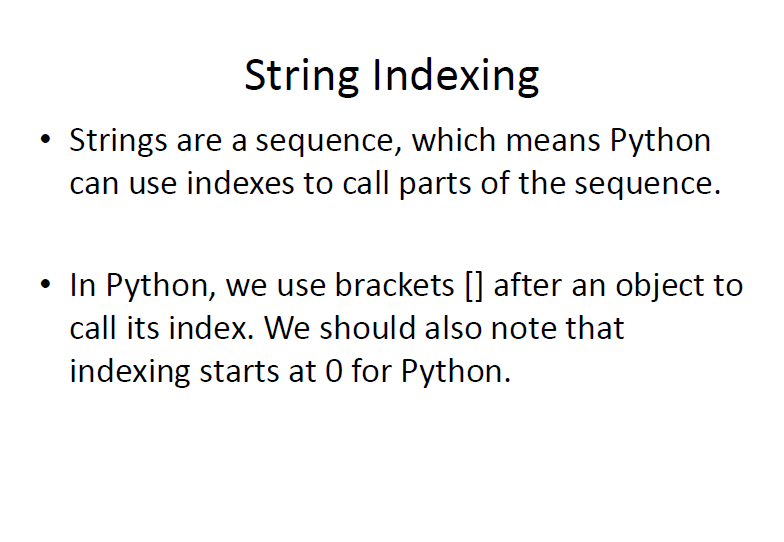 String Indexing
• Strings are a sequence, which means Python
can use indexes to call parts of the sequence.
• In Python, we use brackets [] after an object to
call its index. We should also note that
indexing starts at 0 for Python.